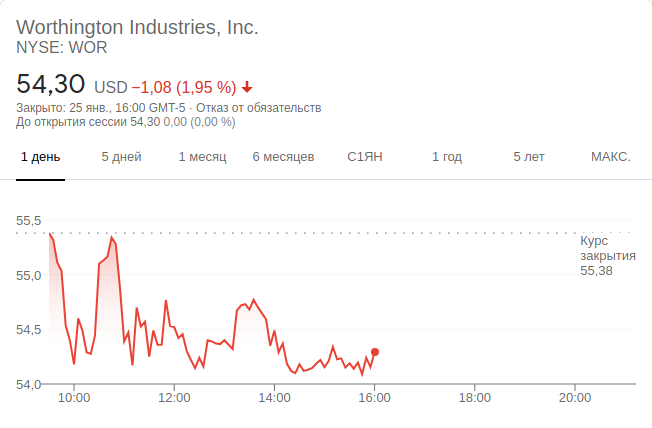 Worthington Industries, Inc.
NYSE: WOR
54,30 USD −1,08 (1,95 %)
Закрыто: 25 янв., 16:00 GMT-5 · Отказ от обязательств
До открытия сессии 54,30 0,00 (0,00 %)
1 день 5 дней 1 месяц 6 месяцев С1ЯН 1 год 5 лет МАКС.
55,5
Курс
закрытия
55,38
55,0
54,5
54,0
10:00 12:00 14:00 16:00 18:00 20:00